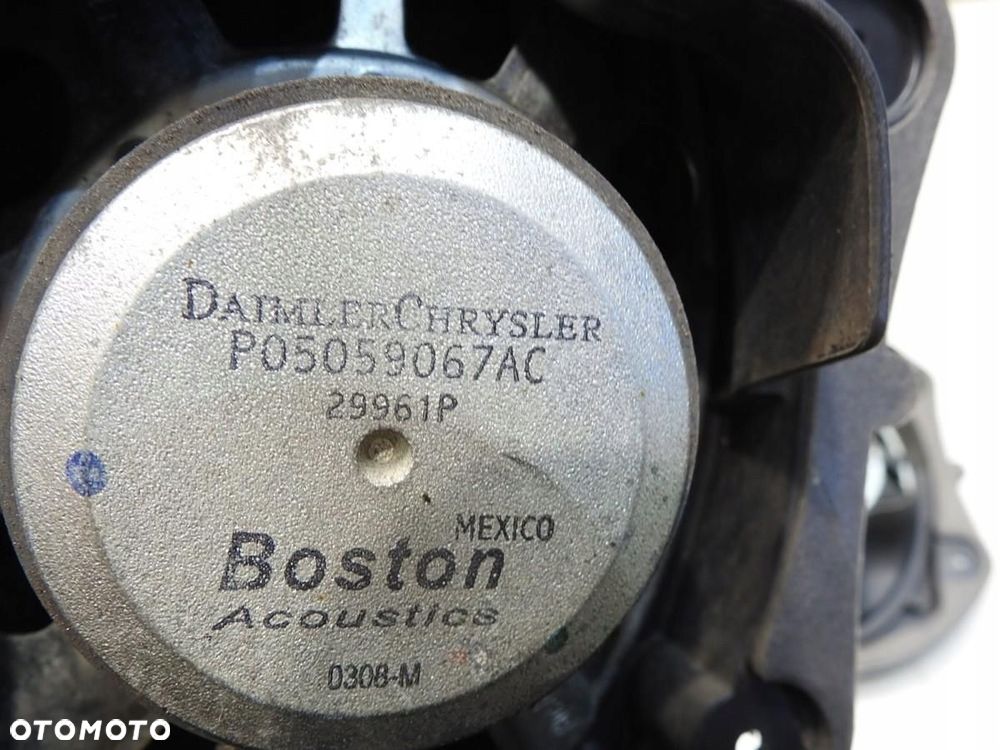 DAIMLERCHRYSLER
P05059067AC
29961P
MEXICO
Boston
Acoustics
0308-M
OTOMOTO